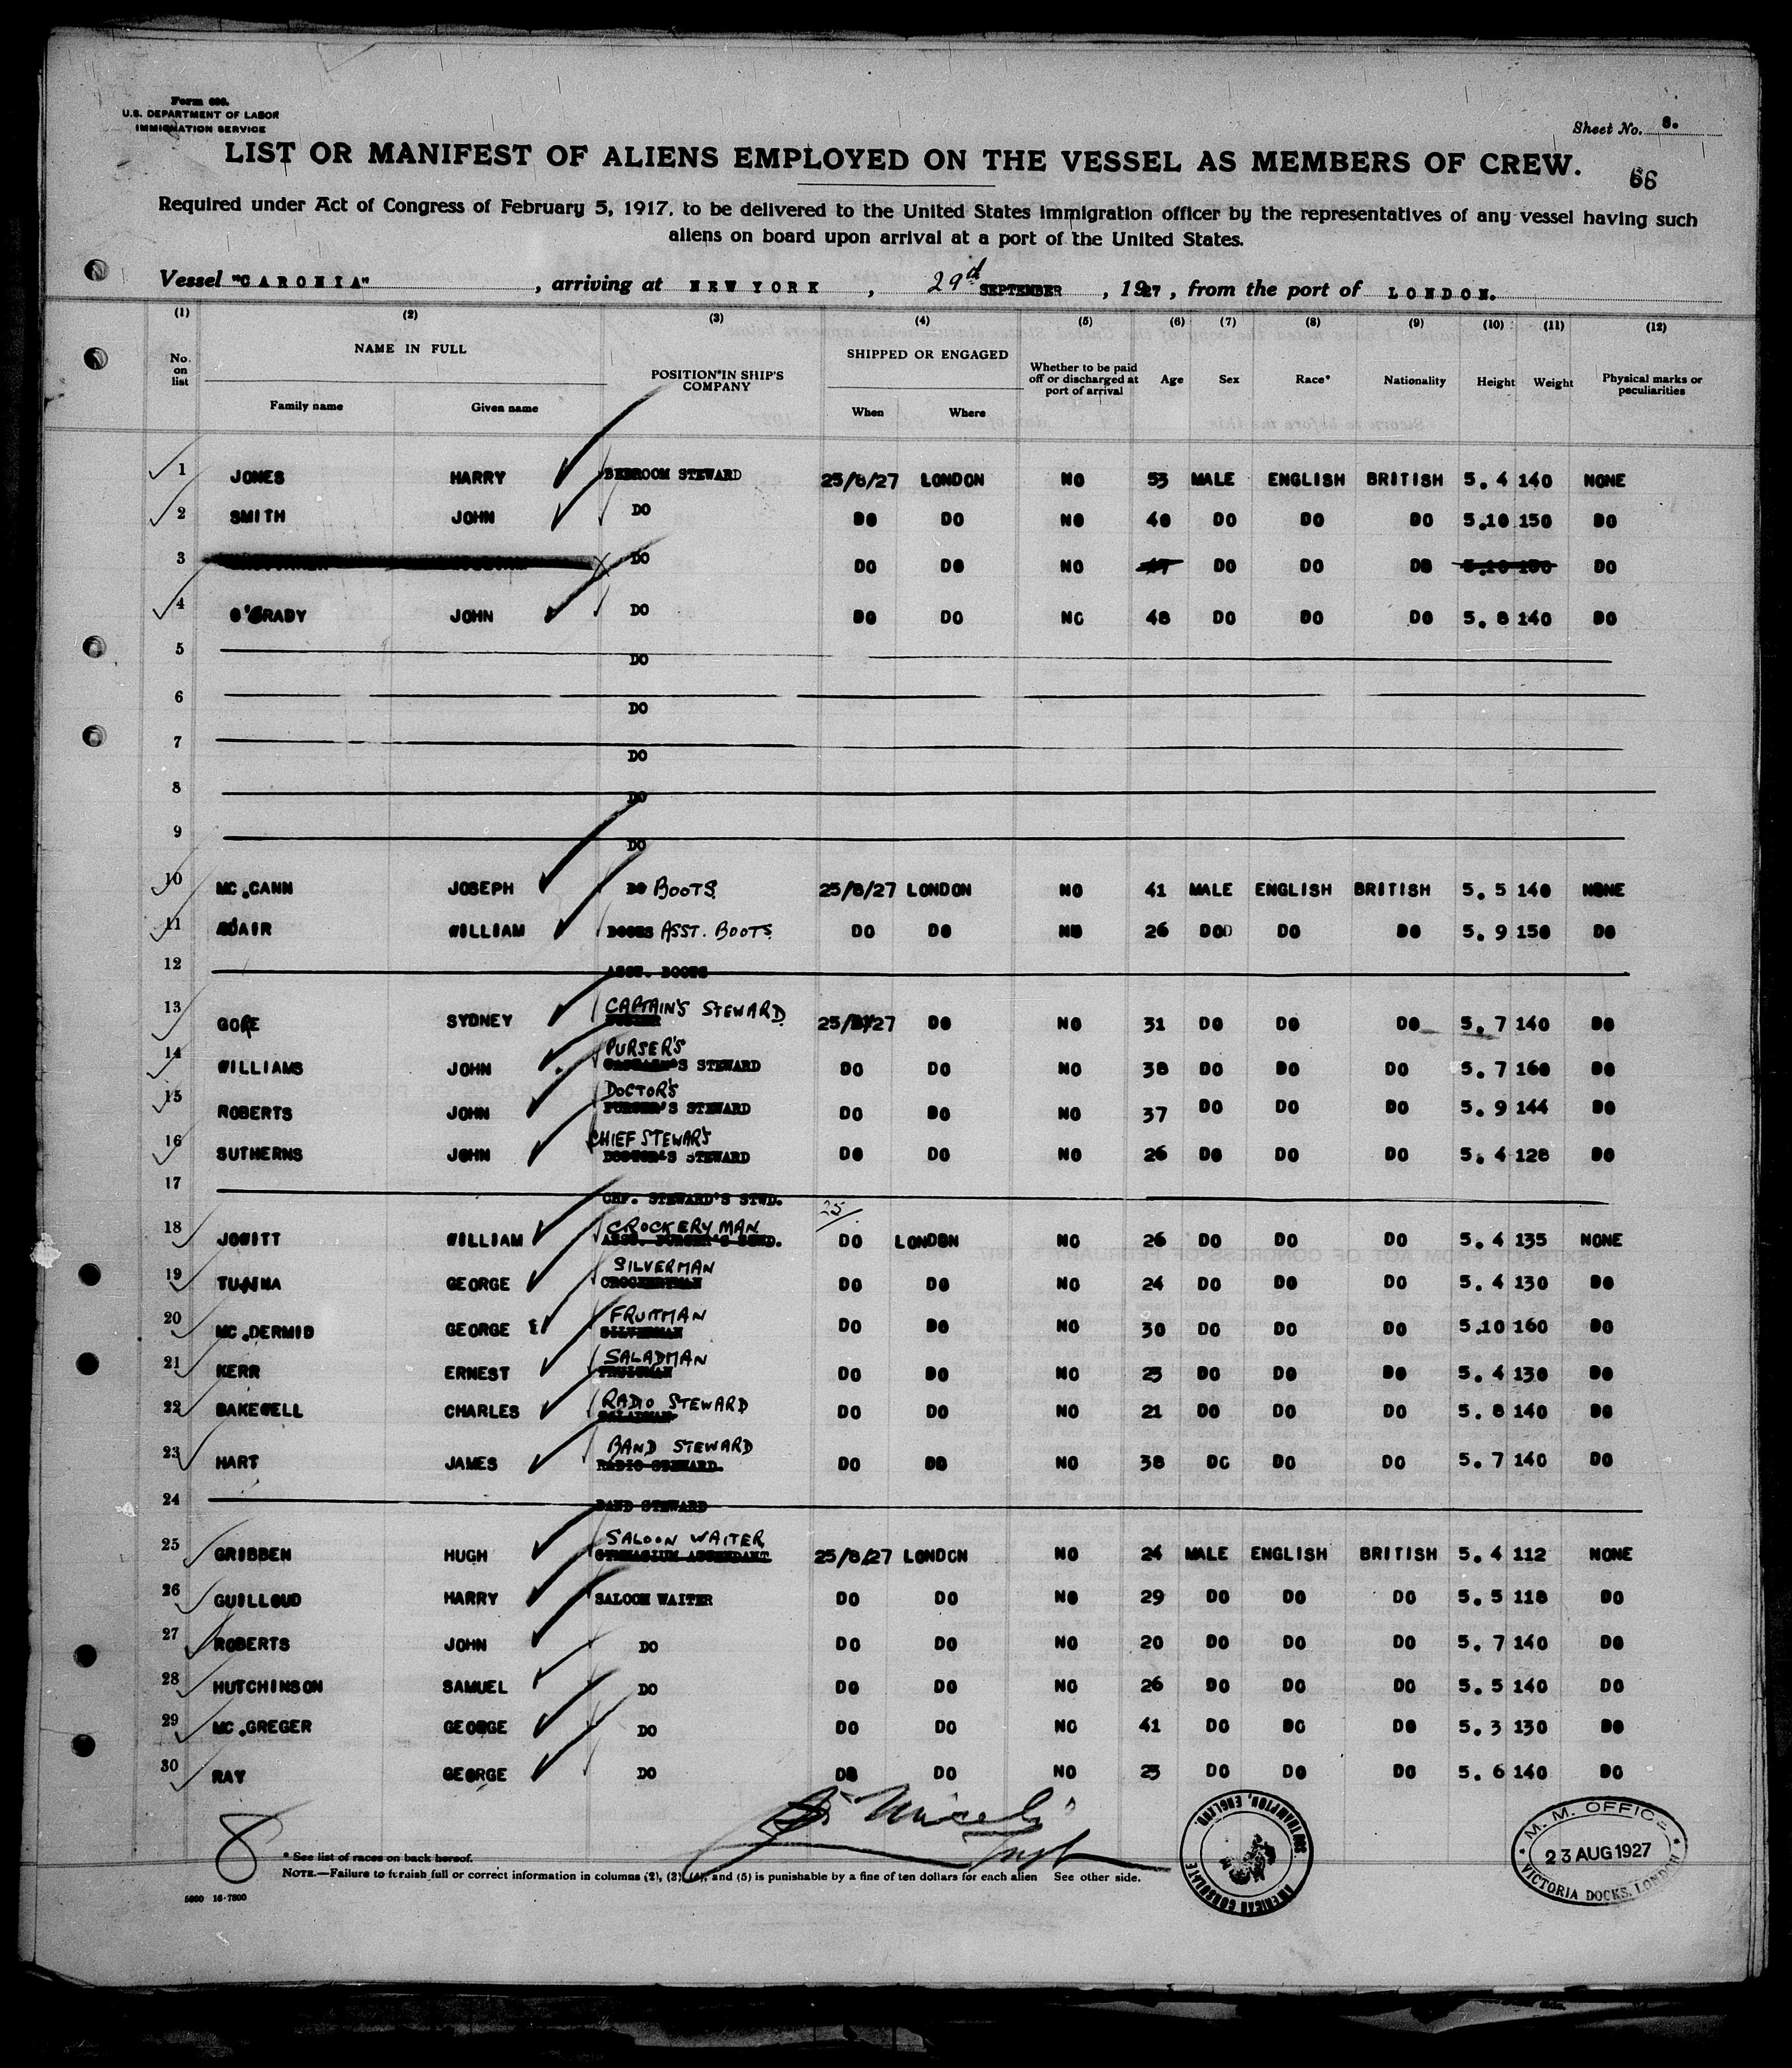 Form 680.
U.S. DEPARTMENT OF LABOR
IMMIGRATION SERVICE
Sheet No. 8.
LIST OR MANIFEST OF ALIENS EMPLOYED ON THE VESSEL AS MEMBERS OF CREW.
66
Required under Act of Congress of February 5, 1917, to be delivered to the United States immigration officer by the representatives of any vessel having such
aliens on board upon arrival at a port of the United States.
Vessel "CARONIA", arriving at NEW YORK, 29d SEPTEMBER, 1927, from the port of LONDON.
(1) (2) (3) (4) (5) (6) (7) (8) (9) (10) (11) (12)
No. on list NAME IN FULL Family name Given name POSITION IN SHIP'S COMPANY SHIPPED OR ENGAGED When Where Whether to be paid off or discharged at port of arrival Age Sex Race* Nationality Height Weight Physical marks or peculiarities
1 JONES HARRY BEDROOM STEWARD 25/8/27 LONDON NO 53 MALE ENGLISH BRITISH 5.4 140 NONE
2 SMITH JOHN DO DO DO NO 40 DO DO DO 5.10 150 DO
3 DO DO DO NO 47 DO DO DO 5.10 DO
4 O'GRADY JOHN DO DO DO NO 48 DO DO DO 5.8 140 DO
5 DO
6 DO
7 DO
8 DO
9 DO
10 MC.CANN JOSEPH DO BOOTS 25/8/27 LONDON NO 41 MALE ENGLISH BRITISH 5.5 140 NONE
11 ADAIR WILLIAM BOOTS ASST. BOOTS DO DO NO 26 DO DO DO 5.9 150 DO
12 ASST. BOOTS
13 GORE SYDNEY CAPTAIN'S STEWARD 25/8/27 DO NO 31 DO DO DO 5.7 140 DO
14 WILLIAMS JOHN PURSER'S CAPTAIN'S STEWARD DO DO NO 38 DO DO DO 5.7 160 DO
15 ROBERTS JOHN DOCTOR'S PURSER'S STEWARD DO DO NO 37 DO DO DO 5.9 144 DO
16 SUTHERNS JOHN CHIEF STEWAR'S DOCTOR'S STEWARD DO DO NO 26 DO DO DO 5.4 128 DO
17 CHF. STEWARD'S STWD.
25/
18 JOWITT WILLIAM CROCKERY MAN ASST. PURSER'S STWD. DO LONDON NO 26 DO DO DO 5.4 135 NONE
19 GEORGE SILVERMAN CROCKERYMAN DO DO NO 24 DO DO DO 5.4 130 DO
20 MC.DERMID GEORGE FRUITMAN SILVERMAN DO DO NO 30 DO DO DO 5.10 160 DO
21 KERR ERNEST SALADMAN FRUITMAN DO DO NO 23 DO DO DO 5.4 130 DO
22 BAKEWELL CHARLES RADIO STEWARD SALADMAN DO DO NO 21 DO DO DO 5.8 140 DO
23 HART JAMES BAND STEWARD RADIO STEWARD. DO DO NO 38 DO DO DO 5.7 140 DO
24 BAND STEWARD
25 GRIBBEN HUGH SALOON WAITER GYMNASIUM ATTENDANT 25/8/27 LONDON NO 24 MALE ENGLISH BRITISH 5.4 112 NONE
26 GUILLOUD HARRY SALOON WAITER DO DO NO 29 DO DO DO 5.5 118 DO
27 ROBERTS JOHN DO DO DO NO 20 DO DO DO 5.7 140 DO
28 HUTCHINSON SAMUEL DO DO DO NO 26 DO DO DO 5.5 140 DO
29 MC.GREGER GEORGE DO DO DO NO 41 DO DO DO 5.3 130 DO
30 RAY GEORGE DO DO DO NO 23 DO DO DO 5.6 140 DO
8
* See list of races on back hereof.
NOTE.—Failure to furnish full or correct information in columns (2), (3), (4), and (5) is punishable by a fine of ten dollars for each alien See other side.
AMERICAN CONSULATE SOUTHAMPTON, ENGLAND.
M. M. OFFICE
23 AUG 1927
VICTORIA DOCKS, LONDON